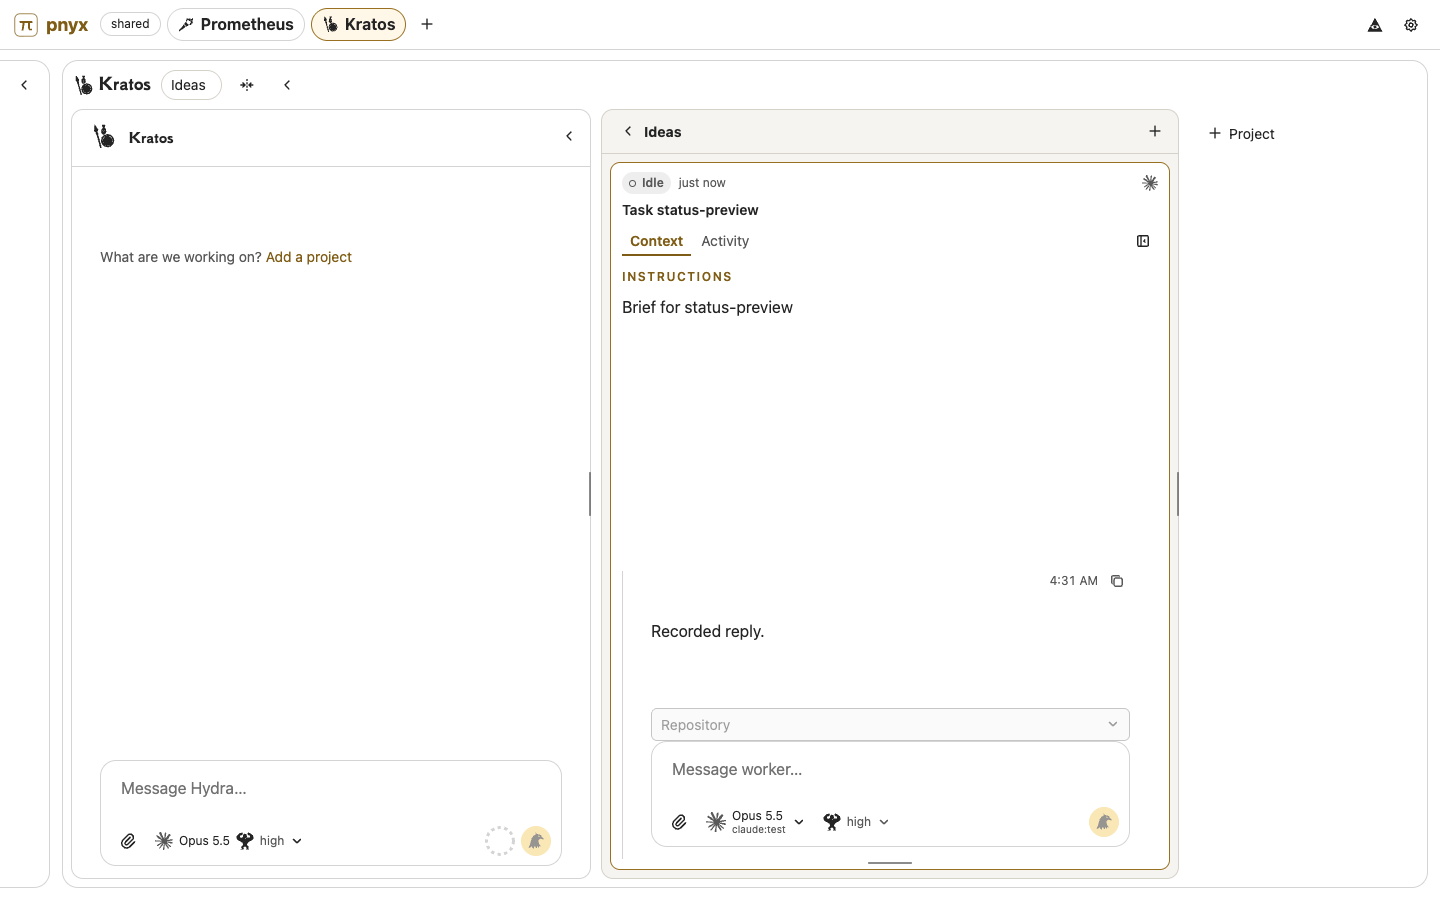 π pnyx shared Prometheus Kratos
Kratos Ideas
Kratos
What are we working on? Add a project
Message Hydra...
Opus 5.5 high
Ideas
Idle just now
Task status-preview
Context Activity
INSTRUCTIONS
Brief for status-preview
4:31 AM
Recorded reply.
Repository
Message worker...
Opus 5.5
claude:test
high
Project